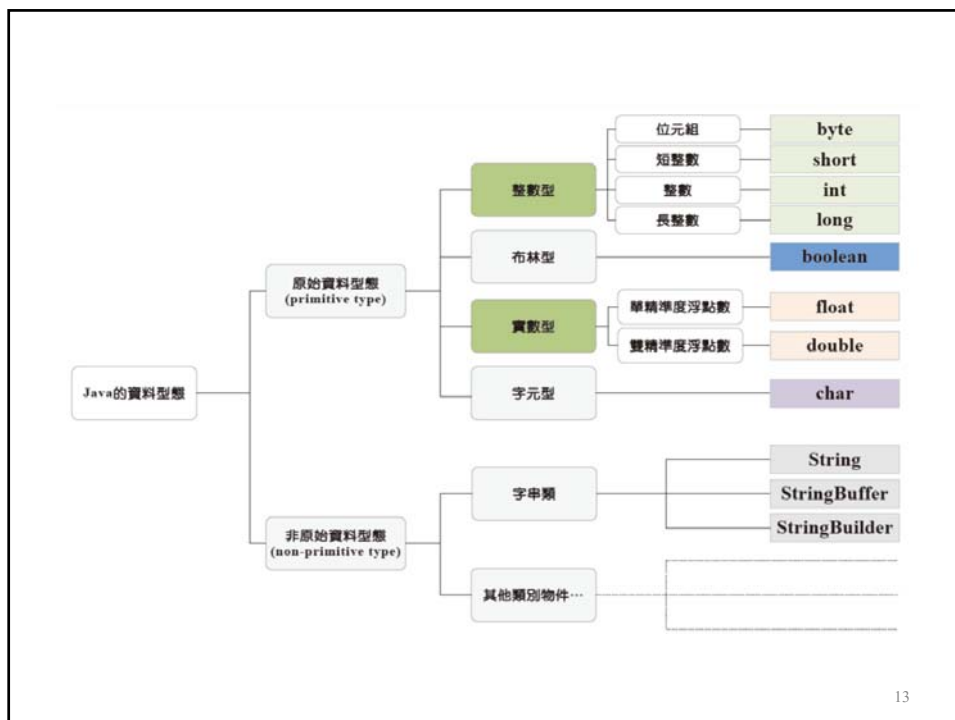 Java的資料型態
原始資料型態
(primitive type)
整數型
位元組
byte
短整數
short
整數
int
長整數
long
布林型
boolean
實數型
單精準度浮點數
float
雙精準度浮點數
double
字元型
char
非原始資料型態
(non-primitive type)
字串類
String
StringBuffer
StringBuilder
其他類別物件…
13